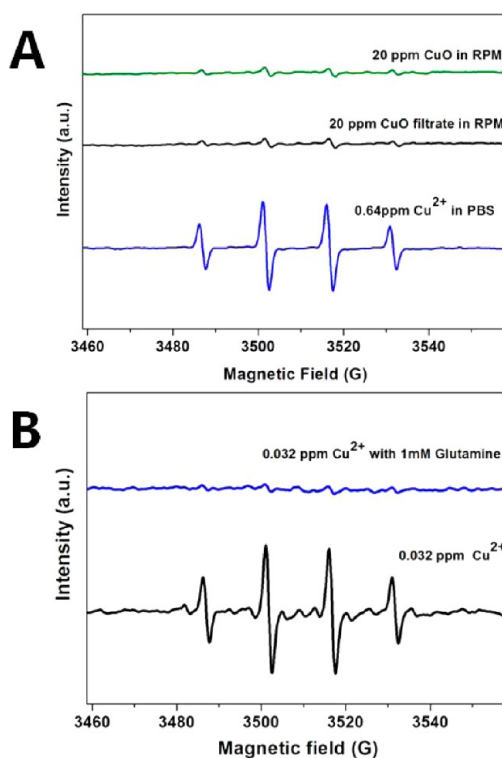 A
20 ppm CuO in RPM
20 ppm CuO filtrate in RPM
0.64ppm Cu2+ in PBS
Intensity (a.u.)
3460 3480 3500 3520 3540
Magnetic Field (G)
B
0.032 ppm Cu2+ with 1mM Glutamine
0.032 ppm Cu2+
Intensity (a.u.)
3460 3480 3500 3520 3540
Magnetic field (G)